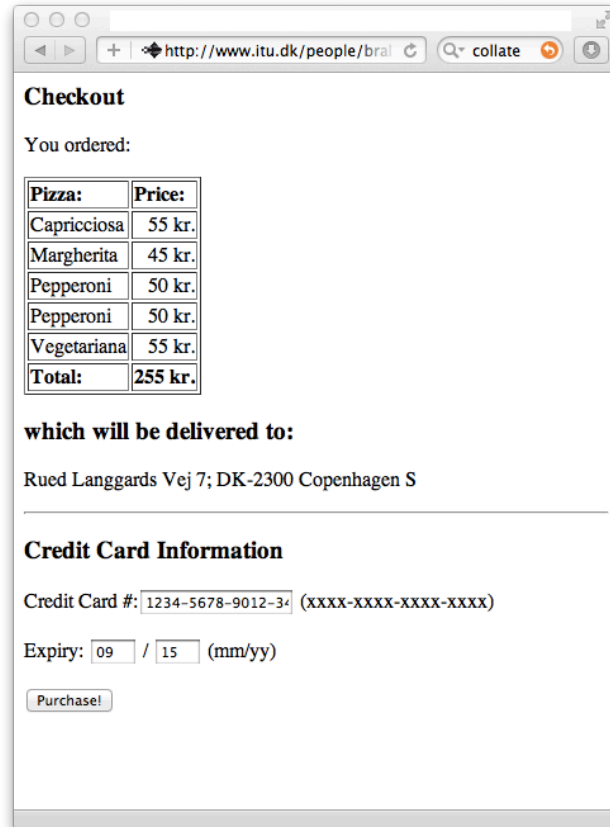 http://www.itu.dk/people/bral
collate
Checkout
You ordered:
Pizza: Price:
Capricciosa 55 kr.
Margherita 45 kr.
Pepperoni 50 kr.
Pepperoni 50 kr.
Vegetariana 55 kr.
Total: 255 kr.
which will be delivered to:
Rued Langgards Vej 7; DK-2300 Copenhagen S
Credit Card Information
Credit Card #: 1234-5678-9012-34 (xxxx-xxxx-xxxx-xxxx)
Expiry: 09 / 15 (mm/yy)
Purchase!